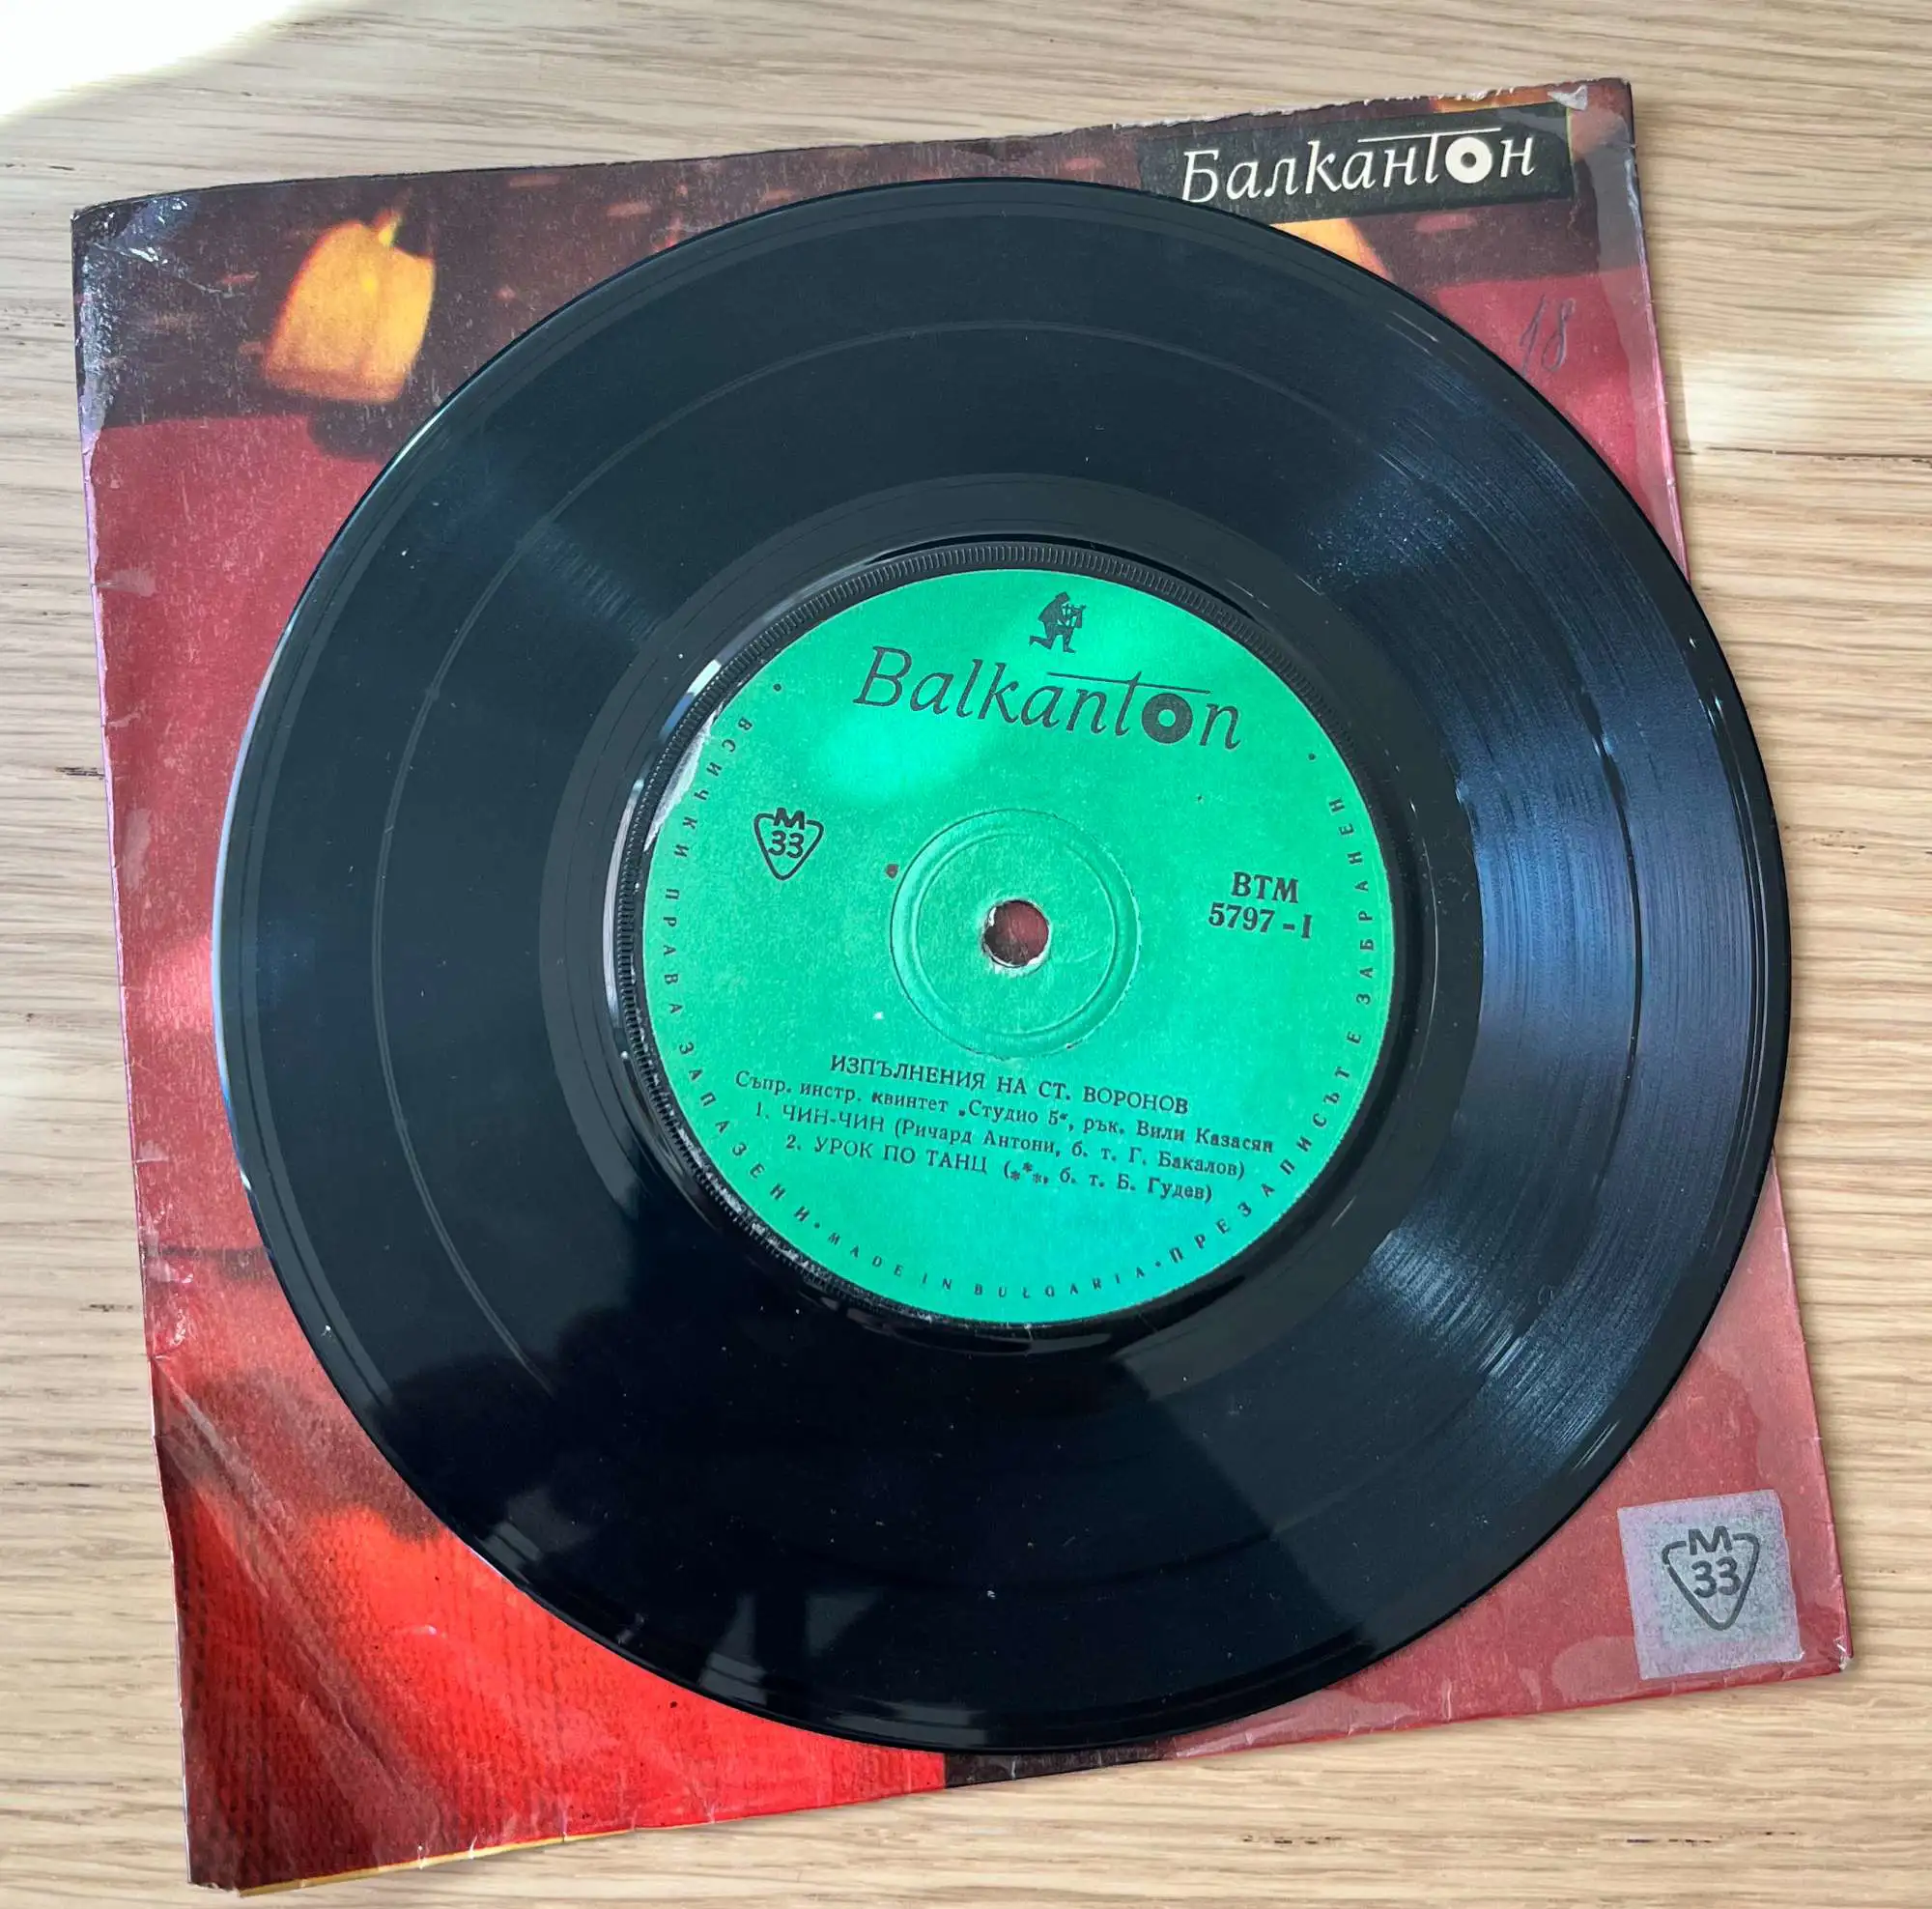 Балкантон
18
Balkanton
М
33
ВТМ
5797 - I
ИЗПЪЛНЕНИЯ НА СТ. ВОРОНОВ
Съпр. инстр. квинтет „Студио 5“, рък. Вили Казасян
1. ЧИН-ЧИН (Ричард Антони, б. т. Г. Бакалов)
2. УРОК ПО ТАНЦ (***, б. т. Б. Гудев)
• ВСИЧКИ ПРАВА ЗАПАЗЕНИ • MADE IN BULGARIA • ПРЕЗАПИСЪТ Е ЗАБРАНЕН •
М
33